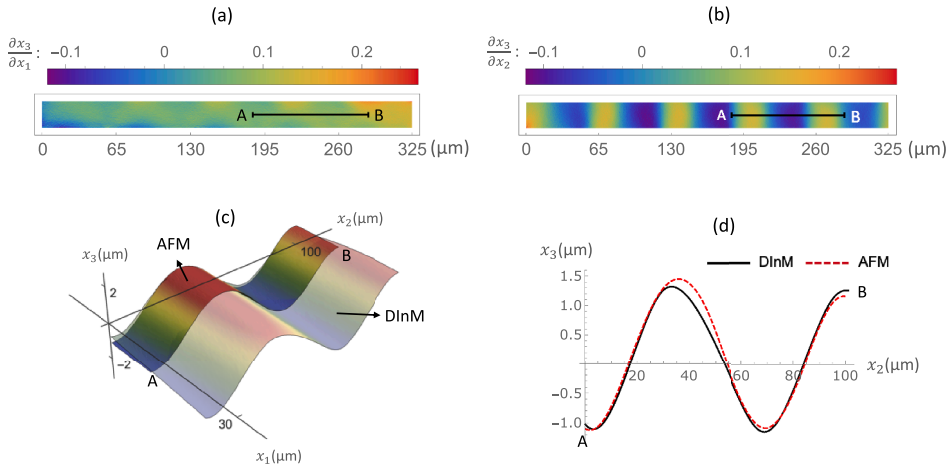 (a)
∂x₃/∂x₁ : −0.1 0 0.1 0.2
A B
0 65 130 195 260 325 (μm)
(b)
∂x₃/∂x₂ : −0.1 0 0.1 0.2
A B
0 65 130 195 260 325 (μm)
(c)
x₂(μm)
AFM
x₃(μm)
100 B
2
DInM
−2
A
30
x₁(μm)
(d)
x₃(μm)
DInM AFM
1.5
B
1.0
0.5
20 40 60 80 100 x₂(μm)
−0.5
−1.0
A